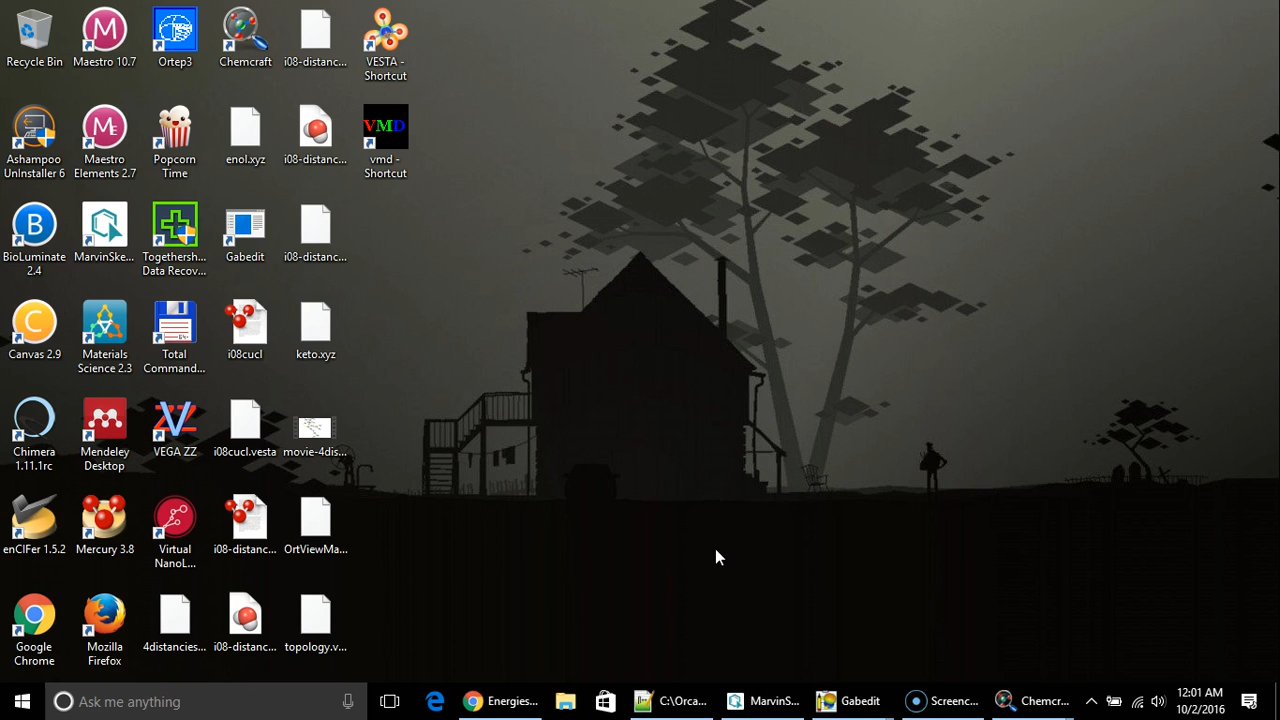 Recycle Bin
Maestro 10.7
Ortep3
Chemcraft
i08-distanc...
VESTA -
Shortcut
Ashampoo
UnInstaller 6
Maestro
Elements 2.7
Popcorn
Time
enol.xyz
i08-distanc...
VMD
vmd -
Shortcut
B
BioLuminate
2.4
MarvinSke...
Togethersh...
Data Recov...
Gabedit
i08-distanc...
C
Canvas 2.9
Materials
Science 2.3
Total
Command...
i08cucl
keto.xyz
Chimera
1.11.1rc
Mendeley
Desktop
VEGA ZZ
i08cucl.vesta
movie-4dis...
enCIFer 1.5.2
Mercury 3.8
Virtual
NanoL...
i08-distanc...
OrtViewMa...
Google
Chrome
Mozilla
Firefox
4distancies...
i08-distanc...
topology.v...
Ask me anything
Energies...
C:\Orca...
MarvinS...
Gabedit
Screenc...
Chemcr...
12:01 AM
10/2/2016